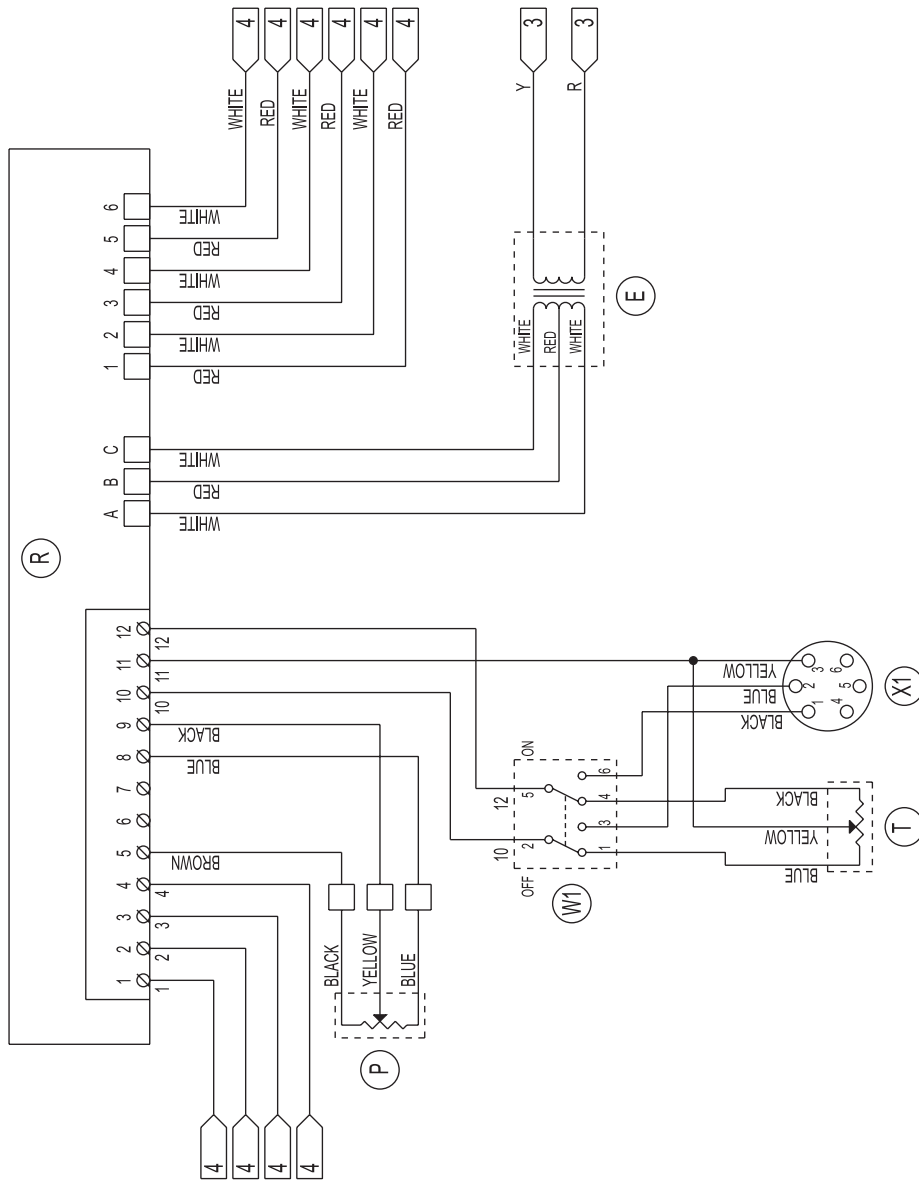 4
4
4
4
4
4
WHITE
RED
WHITE
RED
WHITE
RED
3
3
Y
R
6
5
4
3
2
1
WHITE
RED
WHITE
RED
WHITE
RED
C
B
A
WHITE
RED
WHITE
WHITE
RED
WHITE
E
R
12
11
10
9
8
7
6
5
4
3
2
1
12
11
10
4
3
2
1
BLACK
BLUE
BROWN
BLACK
YELLOW
BLUE
P
4
4
4
4
12
10
ON
OFF
5
2
6
4
3
1
W1
YELLOW
BLUE
BLACK
3
2
1
6
5
4
X1
BLACK
YELLOW
BLUE
T